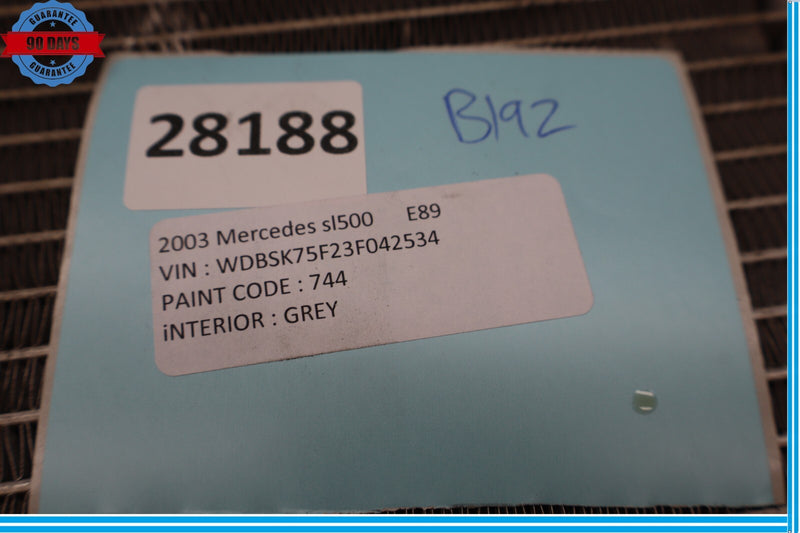 GUARANTEE
90 DAYS
GUARANTEE
28188
B192
2003 Mercedes sl500 E89
VIN : WDBSK75F23F042534
PAINT CODE : 744
iNTERIOR : GREY